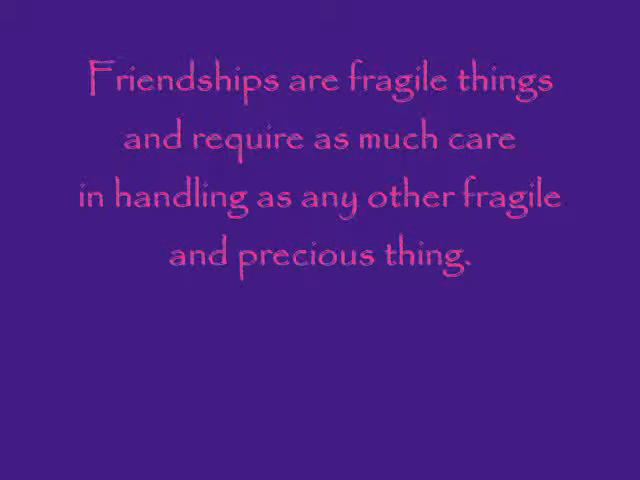 Friendships are fragile things
and require as much care
in handling as any other fragile
and precious thing.